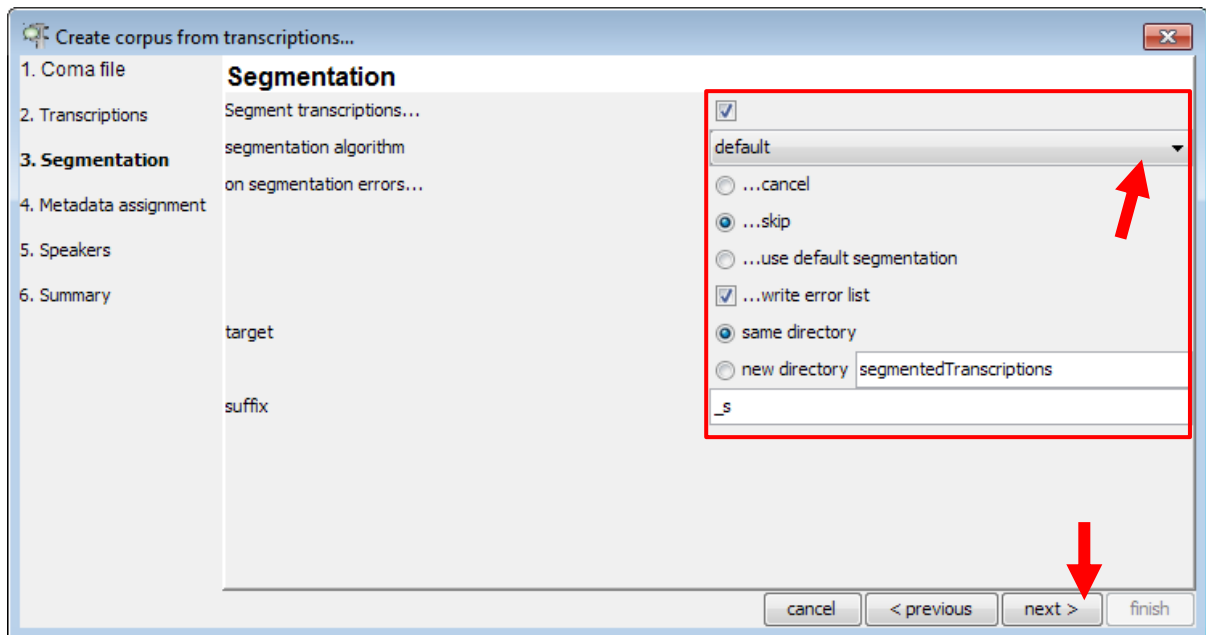 Create corpus from transcriptions...
1. Coma file
2. Transcriptions
3. Segmentation
4. Metadata assignment
5. Speakers
6. Summary
Segmentation
Segment transcriptions...
segmentation algorithm default
on segmentation errors... ...cancel
...skip
...use default segmentation
...write error list
target same directory
new directory segmentedTranscriptions
suffix _s
cancel < previous next > finish